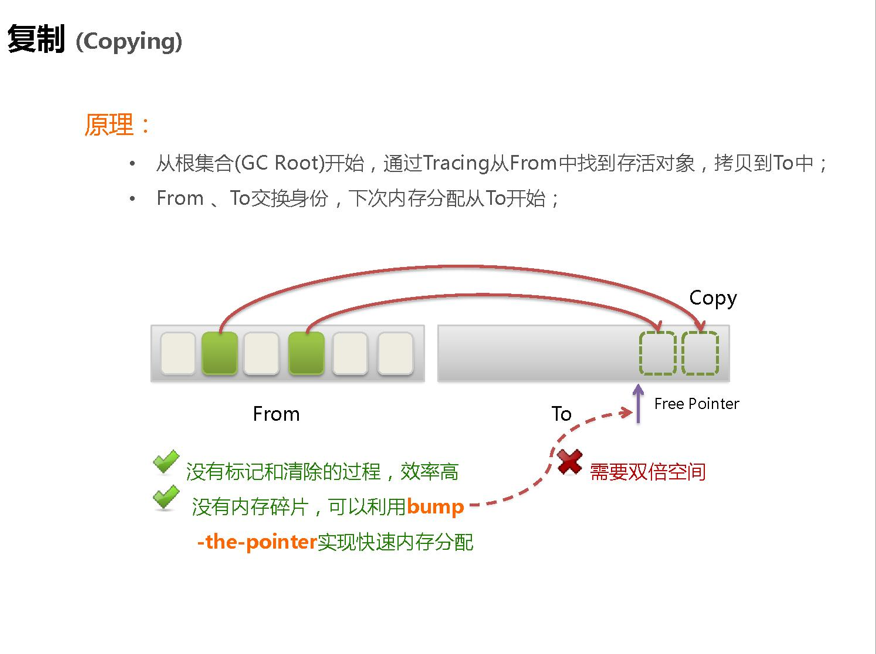 复制 (Copying)
原理：
• 从根集合(GC Root)开始，通过Tracing从From中找到存活对象，拷贝到To中；
• From 、To交换身份，下次内存分配从To开始；
Copy
From
To
Free Pointer
没有标记和清除的过程，效率高
需要双倍空间
没有内存碎片，可以利用bump
-the-pointer实现快速内存分配